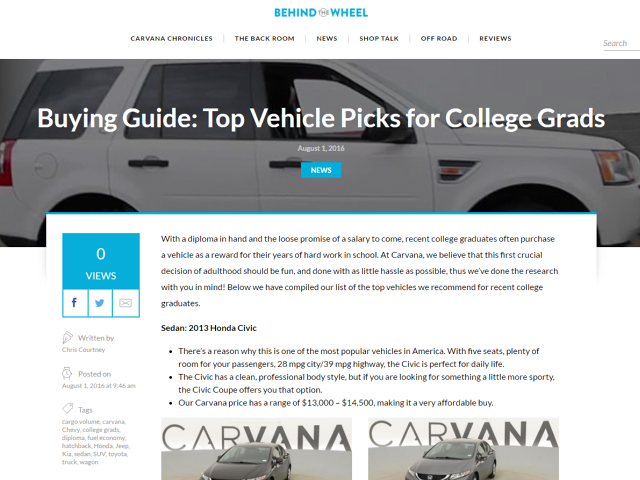 BEHIND THE WHEEL
CARVANA CHRONICLES
THE BACK ROOM
NEWS
SHOP TALK
OFF ROAD
REVIEWS
Search
Buying Guide: Top Vehicle Picks for College Grads
August 1, 2016
NEWS
0
VIEWS
Written by
Chris Courtney
Posted on
August 1, 2016 at 9:46 am
Tags
cargo volume, carvana,
Chevy, college grads,
diploma, fuel economy,
hatchback, Honda, Jeep,
Kia, sedan, SUV, toyota,
truck, wagon
With a diploma in hand and the loose promise of a salary to come, recent college graduates often purchase
a vehicle as a reward for their years of hard work in school. At Carvana, we believe that this first crucial
decision of adulthood should be fun, and done with as little hassle as possible, thus we've done the research
with you in mind! Below we have compiled our list of the top vehicles we recommend for recent college
graduates.
Sedan: 2013 Honda Civic
• There's a reason why this is one of the most popular vehicles in America. With five seats, plenty of
room for your passengers, 28 mpg city/39 mpg highway, the Civic is perfect for daily life.
• The Civic has a clean, professional body style, but if you are looking for something a little more sporty,
the Civic Coupe offers you that option.
• Our Carvana price has a range of $13,000 – $14,500, making it a very affordable buy.
CARVANA
CARVANA